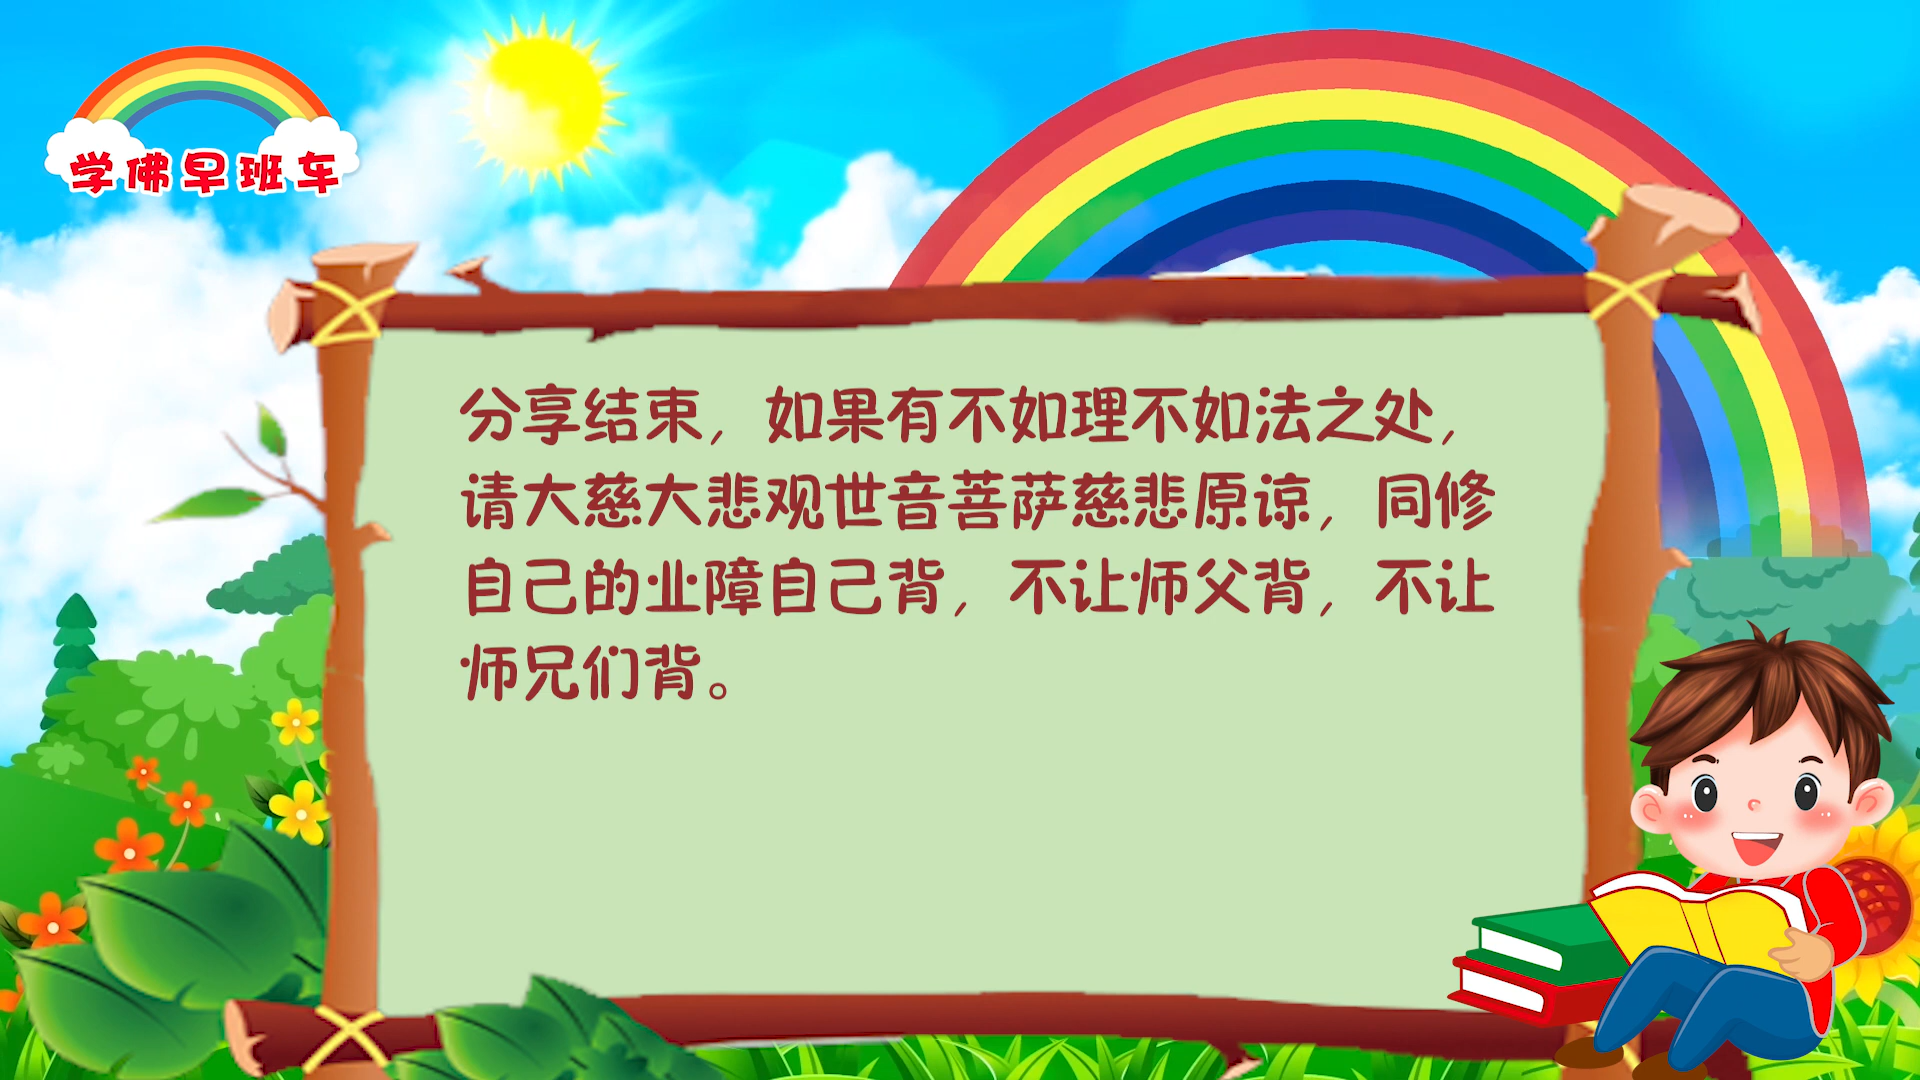 学佛早班车
分享结束，如果有不如理不如法之处，
请大慈大悲观世音菩萨慈悲原谅，同修
自己的业障自己背，不让师父背，不让
师兄们背。